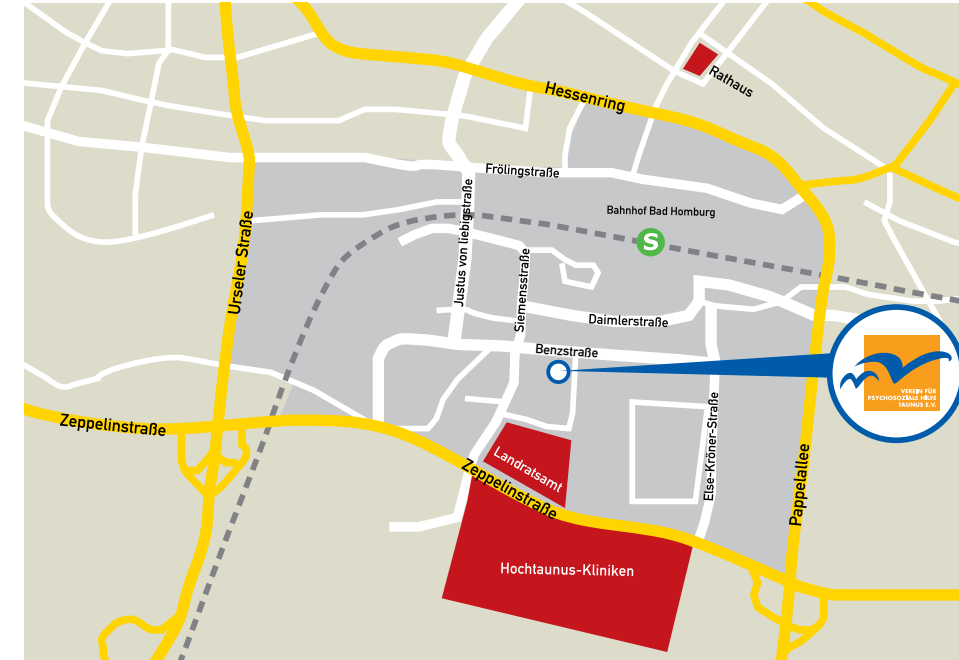 Hessenring
Rathaus
Frölingstraße
Bahnhof Bad Homburg
S
Justus von liebigstraße
Urseler Straße
Siemensstraße
Daimlerstraße
Benzstraße
VEREIN FÜR
PSYCHOSOZIALE HILFE
TAUNUS E.V.
Zeppelinstraße
Else-Kröner-Straße
Pappelallee
Landratsamt
Zeppelinstraße
Hochtaunus-Kliniken